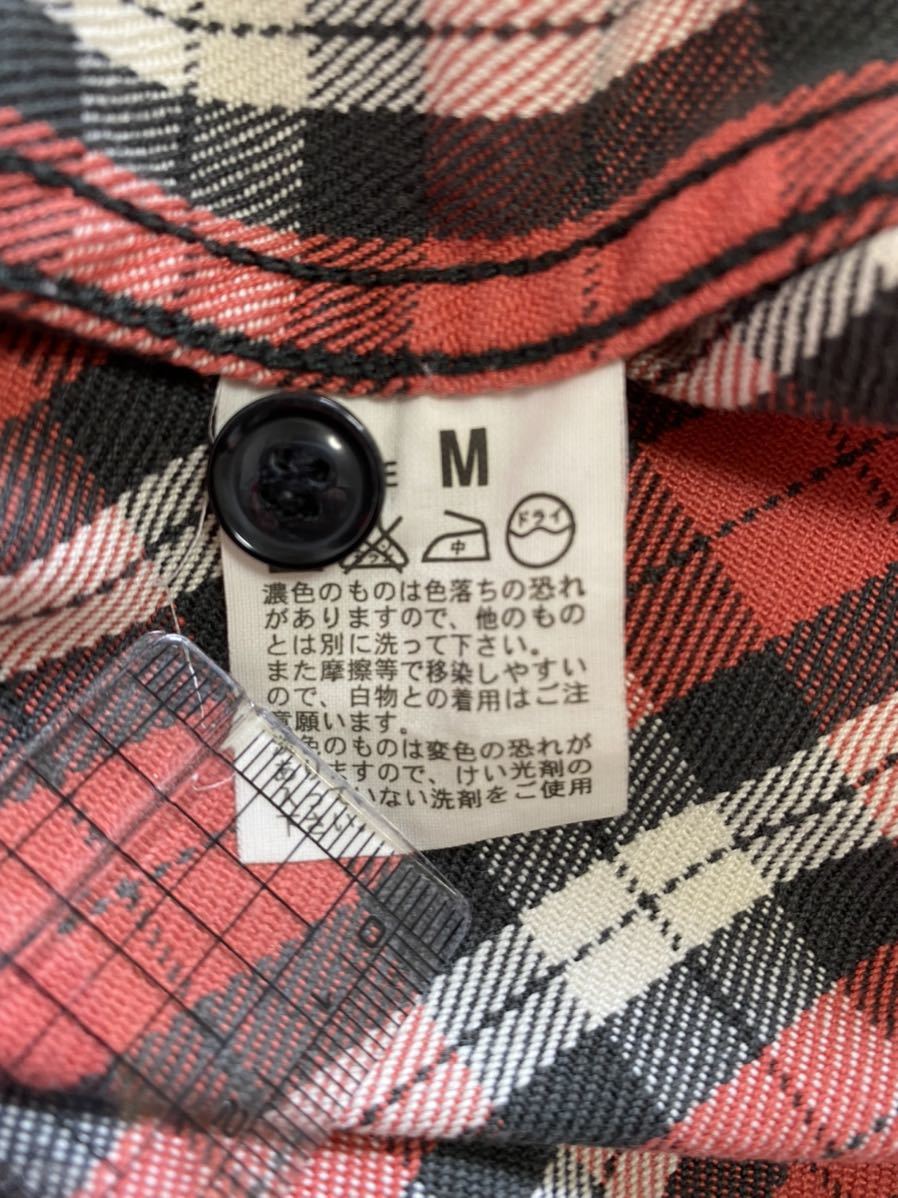 E M
中 ドライ
濃色のものは色落ちの恐れ
がありますので、他のもの
とは別に洗って下さい。
また摩擦等で移染しやすい
ので、白物との着用はご注
意願います。
色のものは変色の恐れが
ますので、けい光剤の
いない洗剤をご使用
0